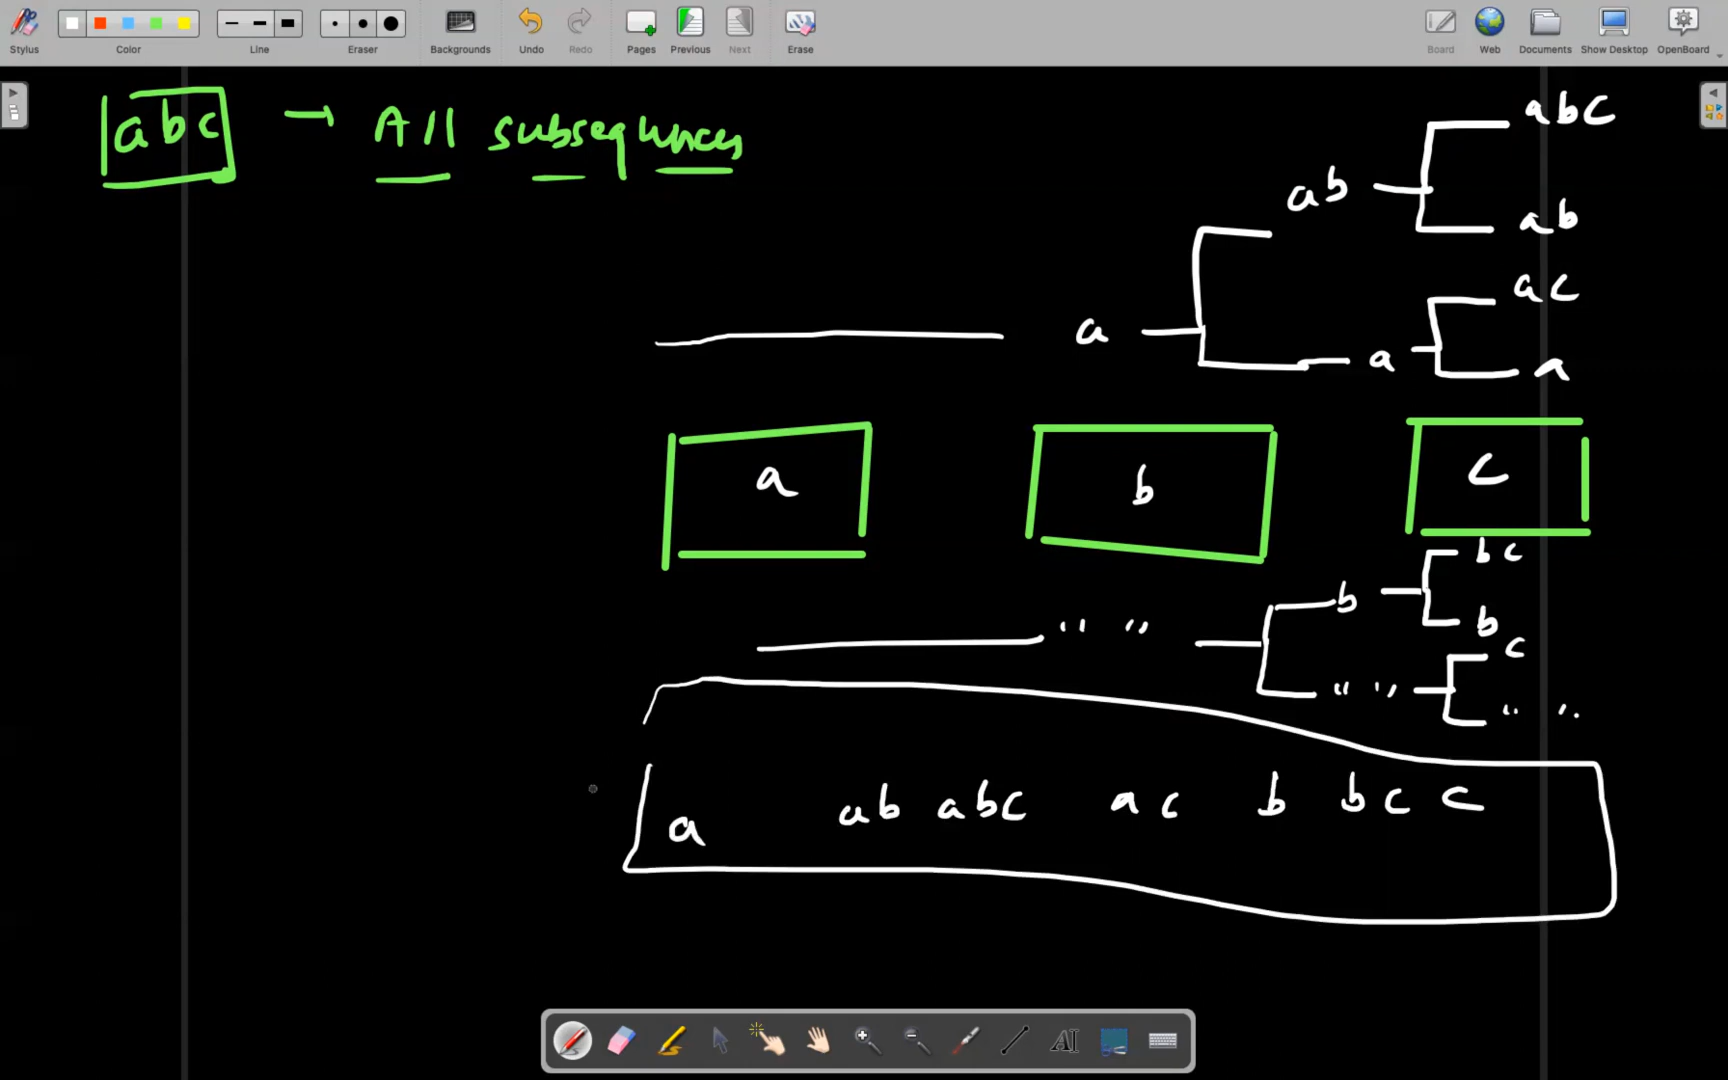 Stylus Color Line Eraser Backgrounds Undo Redo Pages Previous Next Erase Board Web Documents Show Desktop OpenBoard
abc → All subsequences
abc
ab
ab
ac
a
a
a
a b c
bc
b
b
c
" "
" "
" "
a ab abc ac b bc c
AI